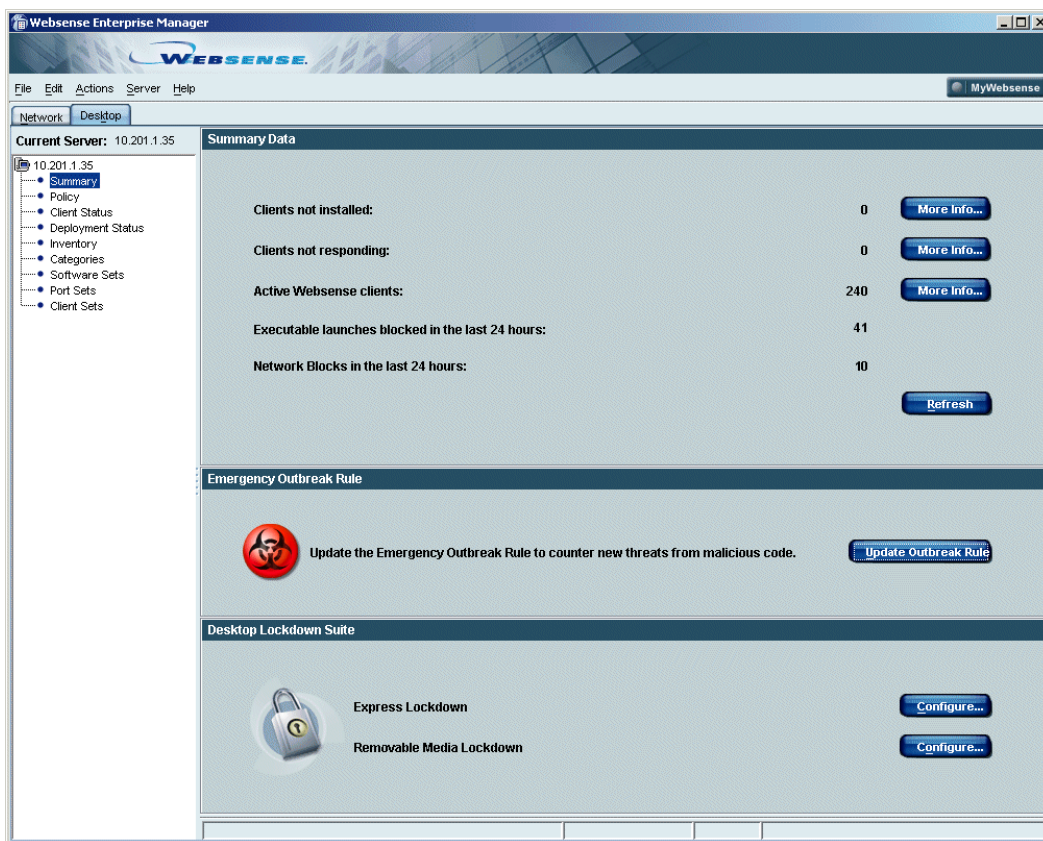 Websense Enterprise Manager
WEBSENSE.
File Edit Actions Server Help
MyWebsense
Network Desktop
Current Server: 10.201.1.35
10.201.1.35
Summary
Policy
Client Status
Deployment Status
Inventory
Categories
Software Sets
Port Sets
Client Sets
Summary Data
Clients not installed: 0 More Info...
Clients not responding: 0 More Info...
Active Websense clients: 240 More Info...
Executable launches blocked in the last 24 hours: 41
Network Blocks in the last 24 hours: 10
Refresh
Emergency Outbreak Rule
Update the Emergency Outbreak Rule to counter new threats from malicious code. Update Outbreak Rule
Desktop Lockdown Suite
Express Lockdown Configure...
Removable Media Lockdown Configure...